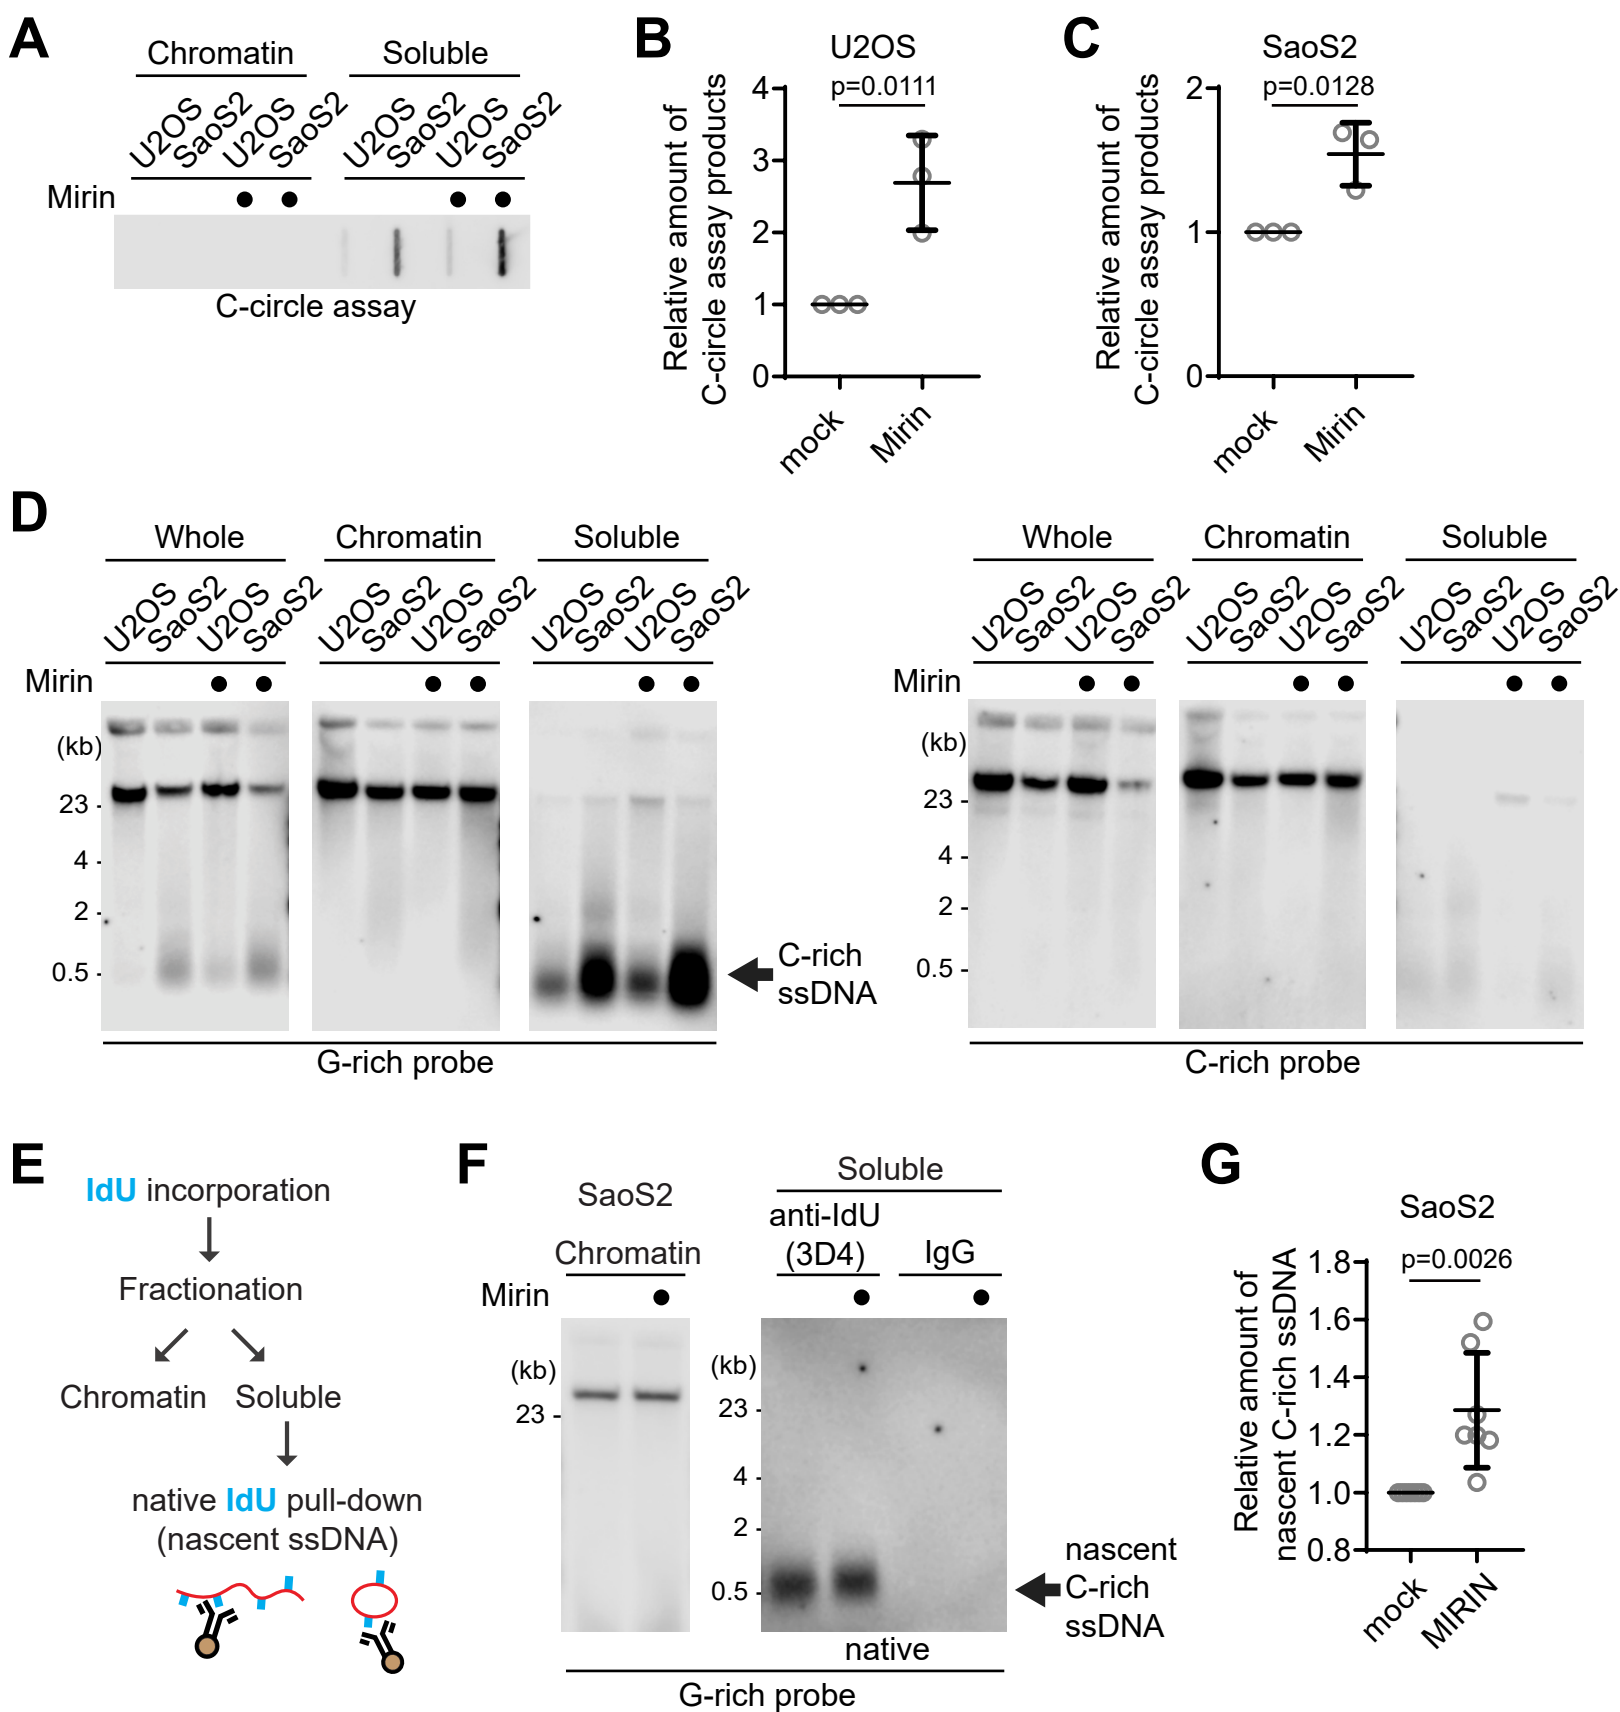 A
Chromatin Soluble
U2OS SaoS2 U2OS SaoS2 U2OS SaoS2 U2OS SaoS2
Mirin
C-circle assay
B
U2OS
p=0.0111
Relative amount of
C-circle assay products
4
3
2
1
0
mock Mirin
C
SaoS2
p=0.0128
Relative amount of
C-circle assay products
2
1
0
mock Mirin
D
Whole Chromatin Soluble
U2OS SaoS2 U2OS SaoS2 U2OS SaoS2 U2OS SaoS2 U2OS SaoS2 U2OS SaoS2
Mirin
(kb)
23
4
2
0.5
C-rich
ssDNA
G-rich probe
Whole Chromatin Soluble
U2OS SaoS2 U2OS SaoS2 U2OS SaoS2 U2OS SaoS2 U2OS SaoS2 U2OS SaoS2
Mirin
(kb)
23
4
2
0.5
C-rich probe
E
IdU incorporation
Fractionation
Chromatin Soluble
native IdU pull-down
(nascent ssDNA)
F
SaoS2
Chromatin
Soluble
anti-IdU
(3D4)
IgG
Mirin
(kb)
23
(kb)
23
4
2
0.5
nascent
C-rich
ssDNA
native
G-rich probe
G
SaoS2
p=0.0026
Relative amount of
nascent C-rich ssDNA
1.8
1.6
1.4
1.2
1.0
0.8
mock MIRIN